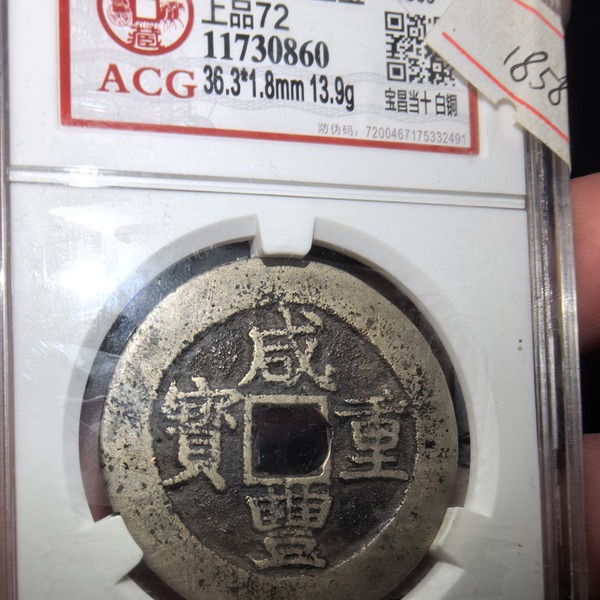 藏
上品72
11730860
ACG
36.3*1.8mm 13.9g
宝昌当十 白铜
防伪码：7200467175332491
1858
咸
豐
重
寶